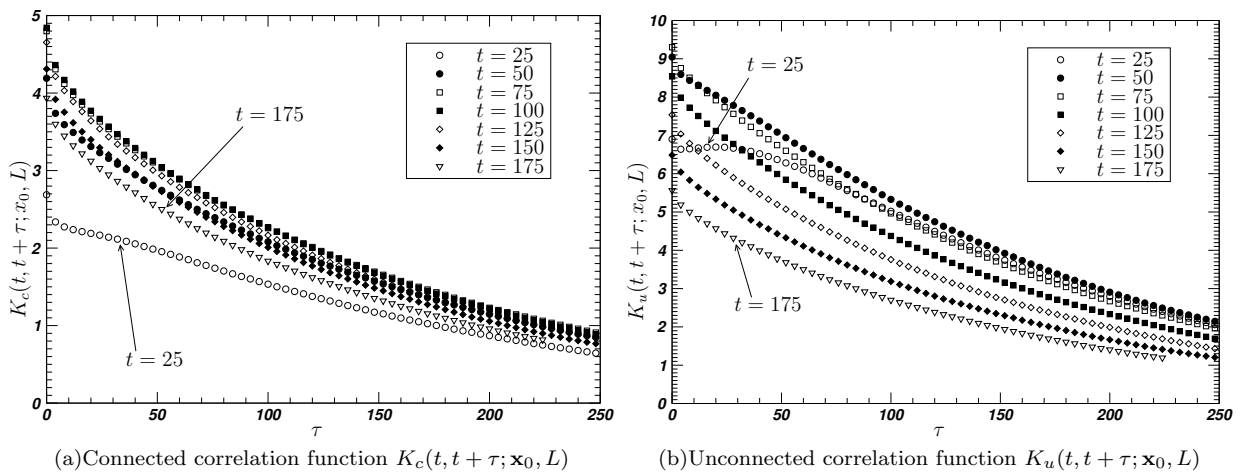 5
4
3
2
1
0
K_c(t, t + τ; x_0, L)
t = 25
t = 50
t = 75
t = 100
t = 125
t = 150
t = 175
t = 175
t = 25
0 50 100 150 200 250
τ
(a)Connected correlation function K_c(t, t + τ; x_0, L)
10
9
8
7
6
5
4
3
2
1
0
K_u(t, t + τ; x_0, L)
t = 25
t = 50
t = 75
t = 100
t = 125
t = 150
t = 175
t = 25
t = 175
0 50 100 150 200 250
τ
(b)Unconnected correlation function K_u(t, t + τ; x_0, L)